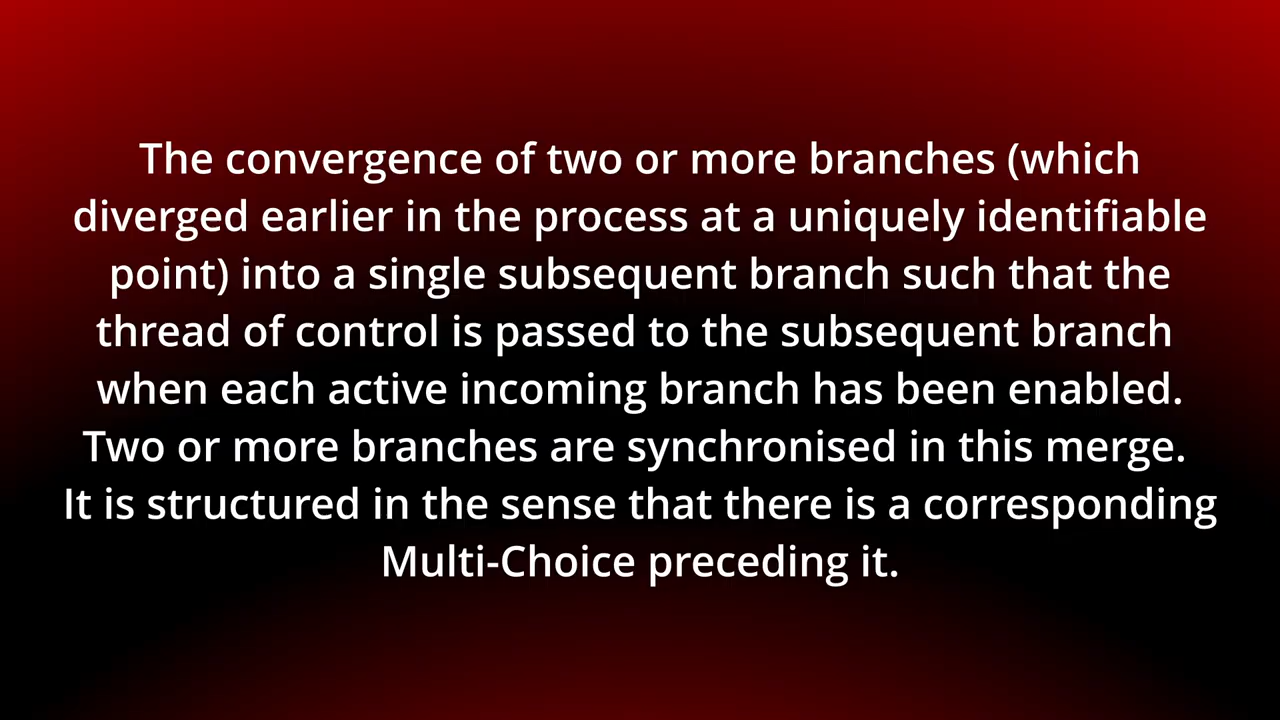 The convergence of two or more branches (which
diverged earlier in the process at a uniquely identifiable
point) into a single subsequent branch such that the
thread of control is passed to the subsequent branch
when each active incoming branch has been enabled.
Two or more branches are synchronised in this merge.
It is structured in the sense that there is a corresponding
Multi-Choice preceding it.